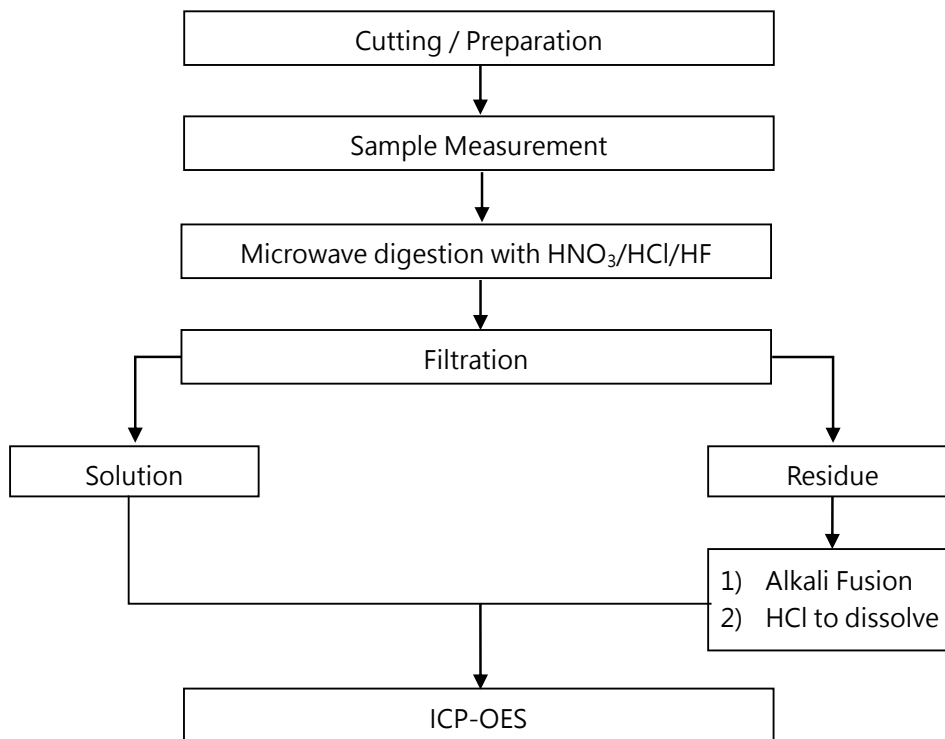 Cutting / Preparation
Sample Measurement
Microwave digestion with HNO₃/HCl/HF
Filtration
Solution
Residue
1) Alkali Fusion
2) HCl to dissolve
ICP-OES